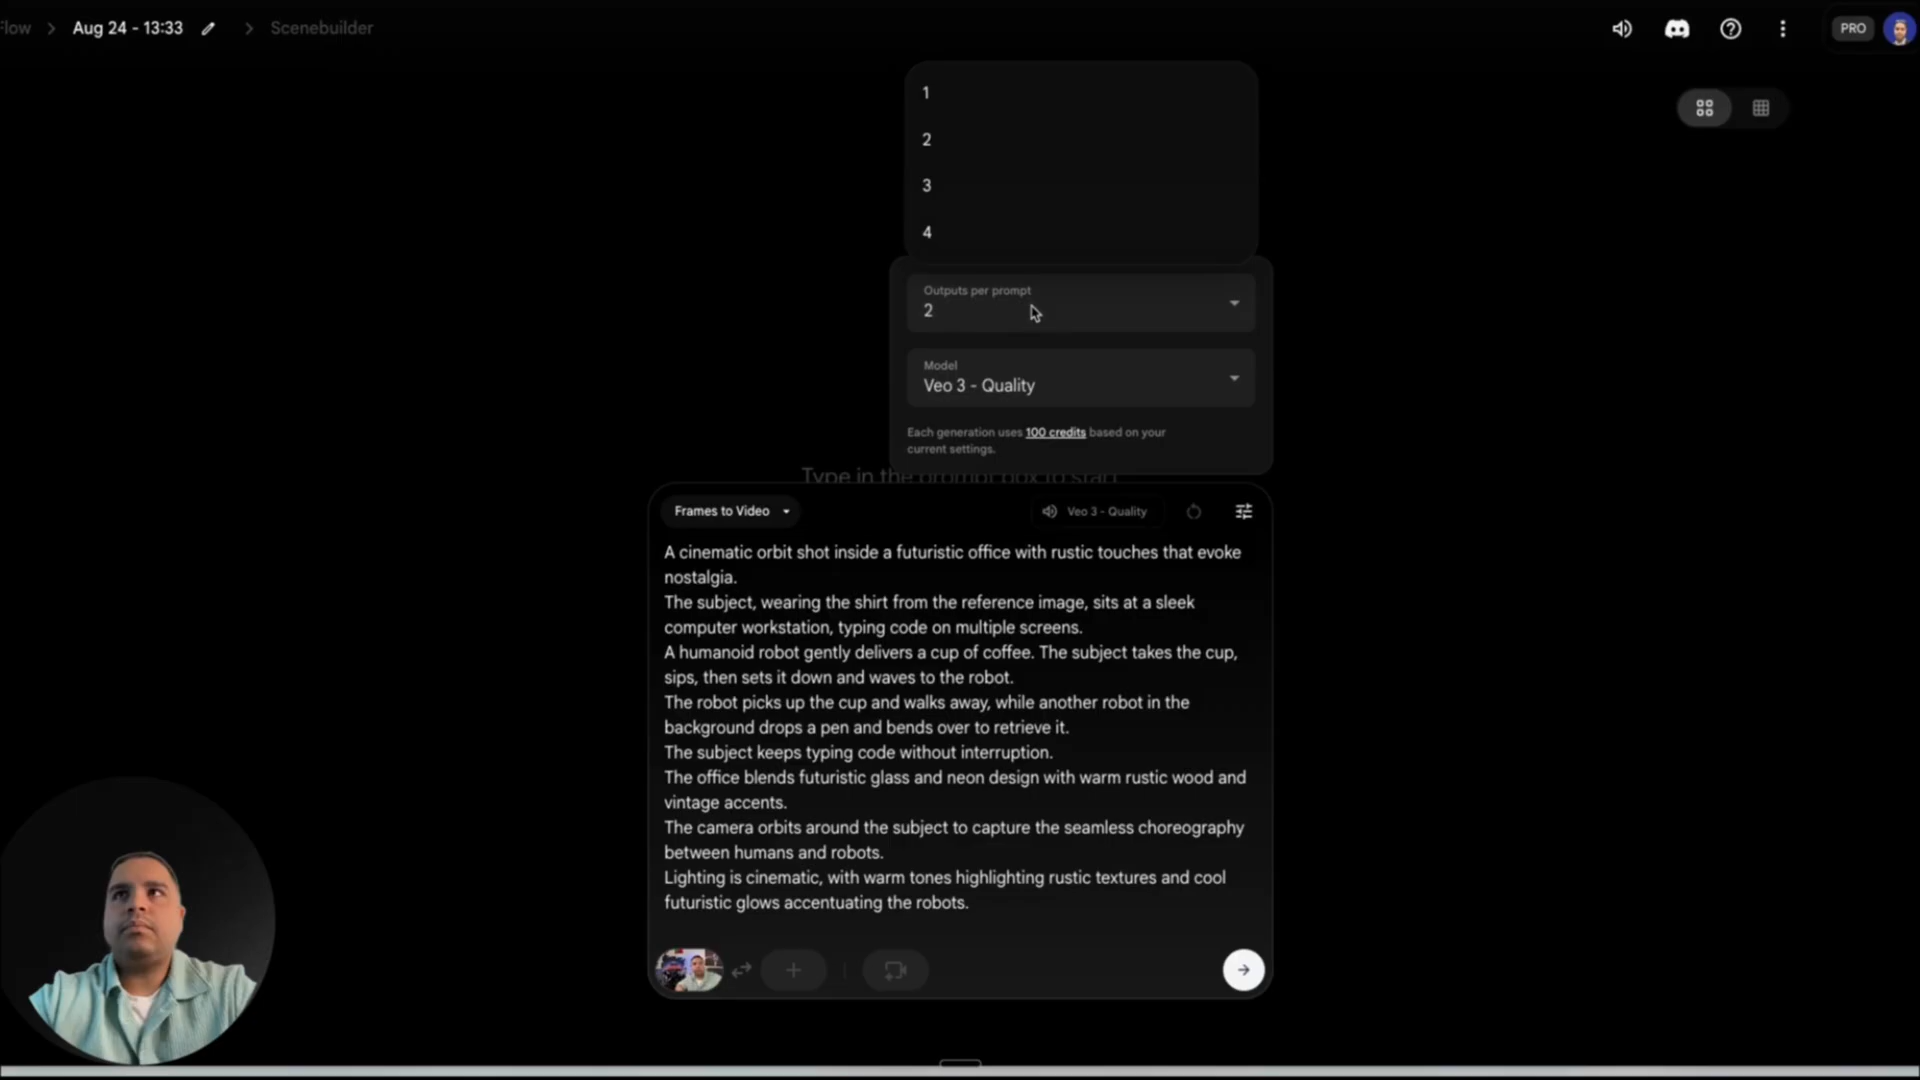 Flow
Aug 24 - 13:33
Scenebuilder
PRO
1
2
3
4
Outputs per prompt
2
Model
Veo 3 - Quality
Each generation uses 100 credits based on your
current settings.
Type in the prompt box to start
Frames to Video
Veo 3 - Quality
A cinematic orbit shot inside a futuristic office with rustic touches that evoke
nostalgia.
The subject, wearing the shirt from the reference image, sits at a sleek
computer workstation, typing code on multiple screens.
A humanoid robot gently delivers a cup of coffee. The subject takes the cup,
sips, then sets it down and waves to the robot.
The robot picks up the cup and walks away, while another robot in the
background drops a pen and bends over to retrieve it.
The subject keeps typing code without interruption.
The office blends futuristic glass and neon design with warm rustic wood and
vintage accents.
The camera orbits around the subject to capture the seamless choreography
between humans and robots.
Lighting is cinematic, with warm tones highlighting rustic textures and cool
futuristic glows accentuating the robots.